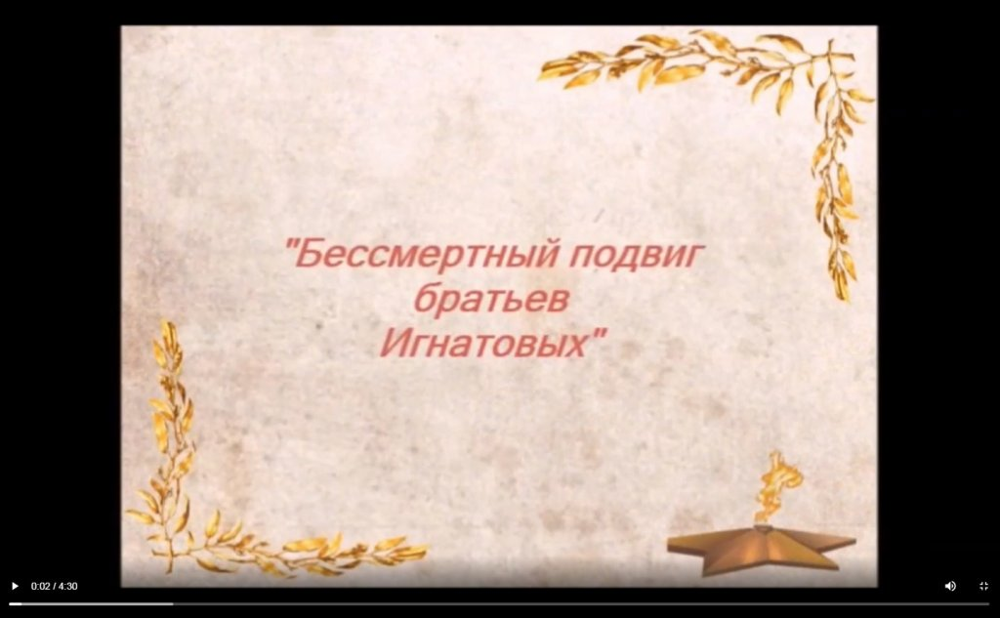 "Бессмертный подвиг
братьев
Игнатовых"
0:02 / 4:30